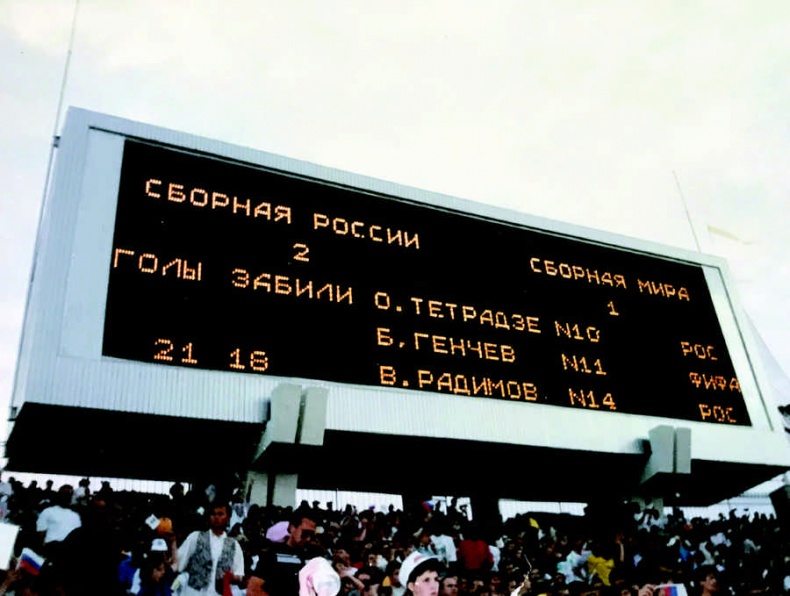 СБОРНАЯ РОССИИ СБОРНАЯ МИРА
2 1
ГОЛЫ ЗАБИЛИ О.ТЕТРАДЗЕ N10 РОС
Б.ГЕНЧЕВ N11 ФИФА
21 18 В.РАДИМОВ N14 РОС